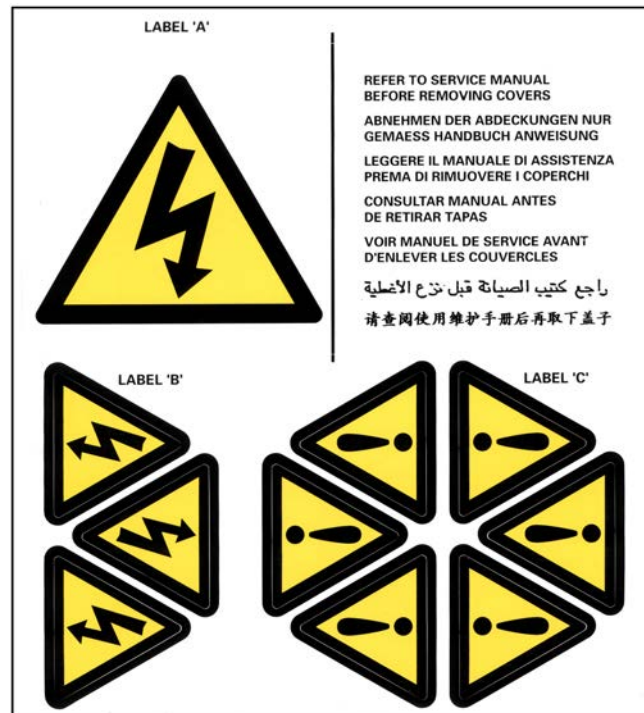 LABEL 'A'
REFER TO SERVICE MANUAL
BEFORE REMOVING COVERS
ABNEHMEN DER ABDECKUNGEN NUR
GEMAESS HANDBUCH ANWEISUNG
LEGGERE IL MANUALE DI ASSISTENZA
PREMA DI RIMUOVERE I COPERCHI
CONSULTAR MANUAL ANTES
DE RETIRAR TAPAS
VOIR MANUEL DE SERVICE AVANT
D'ENLEVER LES COUVERCLES
راجع كتيب الصيانة قبل نزع الأغطية
请查阅使用维护手册后再取下盖子
LABEL 'B'
LABEL 'C'